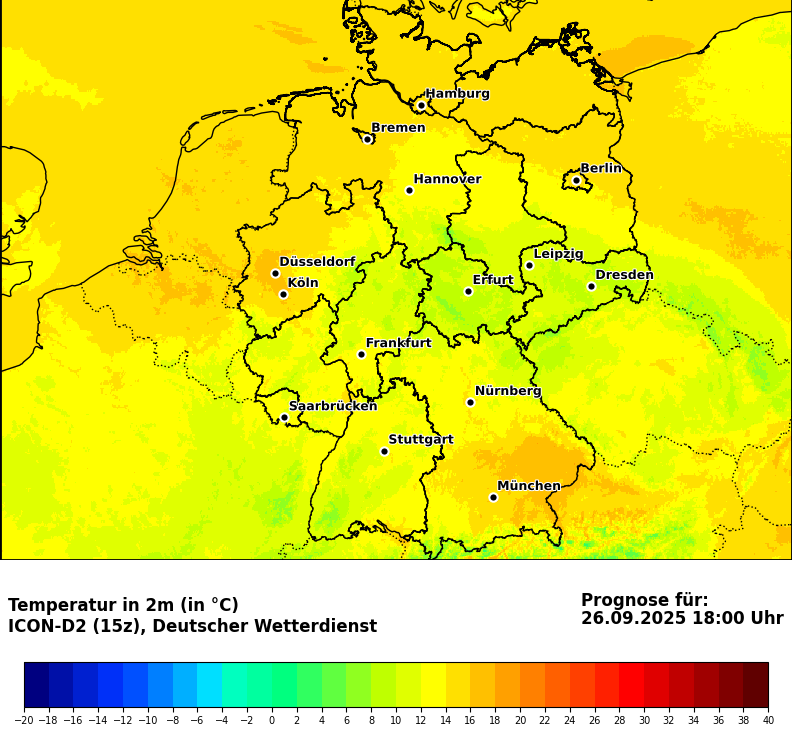 Hamburg
Bremen
Berlin
Hannover
Leipzig
Düsseldorf
Dresden
Erfurt
Köln
Frankfurt
Nürnberg
Saarbrücken
Stuttgart
München
Temperatur in 2m (in °C)
ICON-D2 (15z), Deutscher Wetterdienst
Prognose für:
26.09.2025 18:00 Uhr
−20 −18 −16 −14 −12 −10 −8 −6 −4 −2 0 2 4 6 8 10 12 14 16 18 20 22 24 26 28 30 32 34 36 38 40